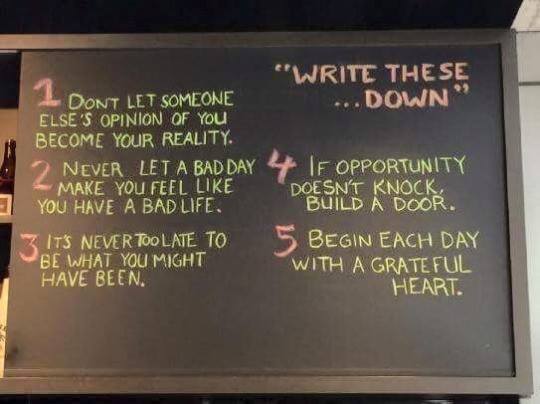 "WRITE THESE
...DOWN"
1 DONT LET SOMEONE
ELSE'S OPINION OF YOU
BECOME YOUR REALITY.
2 NEVER LET A BAD DAY
MAKE YOU FEEL LIKE
YOU HAVE A BAD LIFE.
3 ITS NEVER TOO LATE TO
BE WHAT YOU MIGHT
HAVE BEEN.
4 IF OPPORTUNITY
DOESN'T KNOCK,
BUILD A DOOR.
5 BEGIN EACH DAY
WITH A GRATEFUL
HEART.